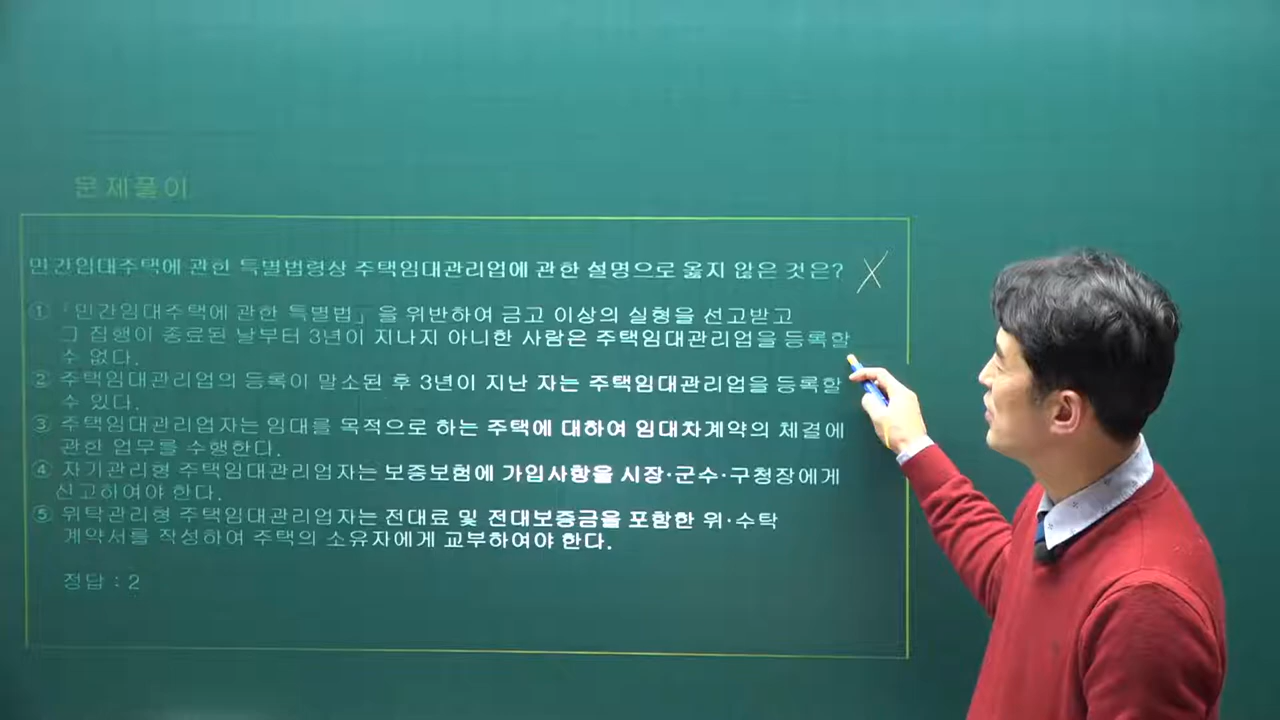 문제풀이
민간임대주택에 관한 특별법령상 주택임대관리업에 관한 설명으로 옳지 않은 것은? X
① 「민간임대주택에 관한 특별법」을 위반하여 금고 이상의 실형을 선고받고
그 집행이 종료된 날부터 3년이 지나지 아니한 사람은 주택임대관리업을 등록할
수 없다.
② 주택임대관리업의 등록이 말소된 후 3년이 지난 자는 주택임대관리업을 등록할
수 있다.
③ 주택임대관리업자는 임대를 목적으로 하는 주택에 대하여 임대차계약의 체결에
관한 업무를 수행한다.
④ 자기관리형 주택임대관리업자는 보증보험에 가입사항을 시장·군수·구청장에게
신고하여야 한다.
⑤ 위탁관리형 주택임대관리업자는 전대료 및 전대보증금을 포함한 위·수탁
계약서를 작성하여 주택의 소유자에게 교부하여야 한다.
정답 : 2